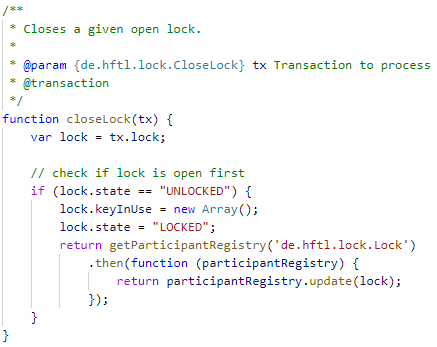 /**
 * Closes a given open lock.
 *
 * @param {de.hftl.lock.CloseLock} tx Transaction to process
 * @transaction
 */
function closeLock(tx) {
    var lock = tx.lock;

    // check if lock is open first
    if (lock.state == "UNLOCKED") {
        lock.keyInUse = new Array();
        lock.state = "LOCKED";
        return getParticipantRegistry('de.hftl.lock.Lock')
            .then(function (participantRegistry) {
                return participantRegistry.update(lock);
            });
    }
}